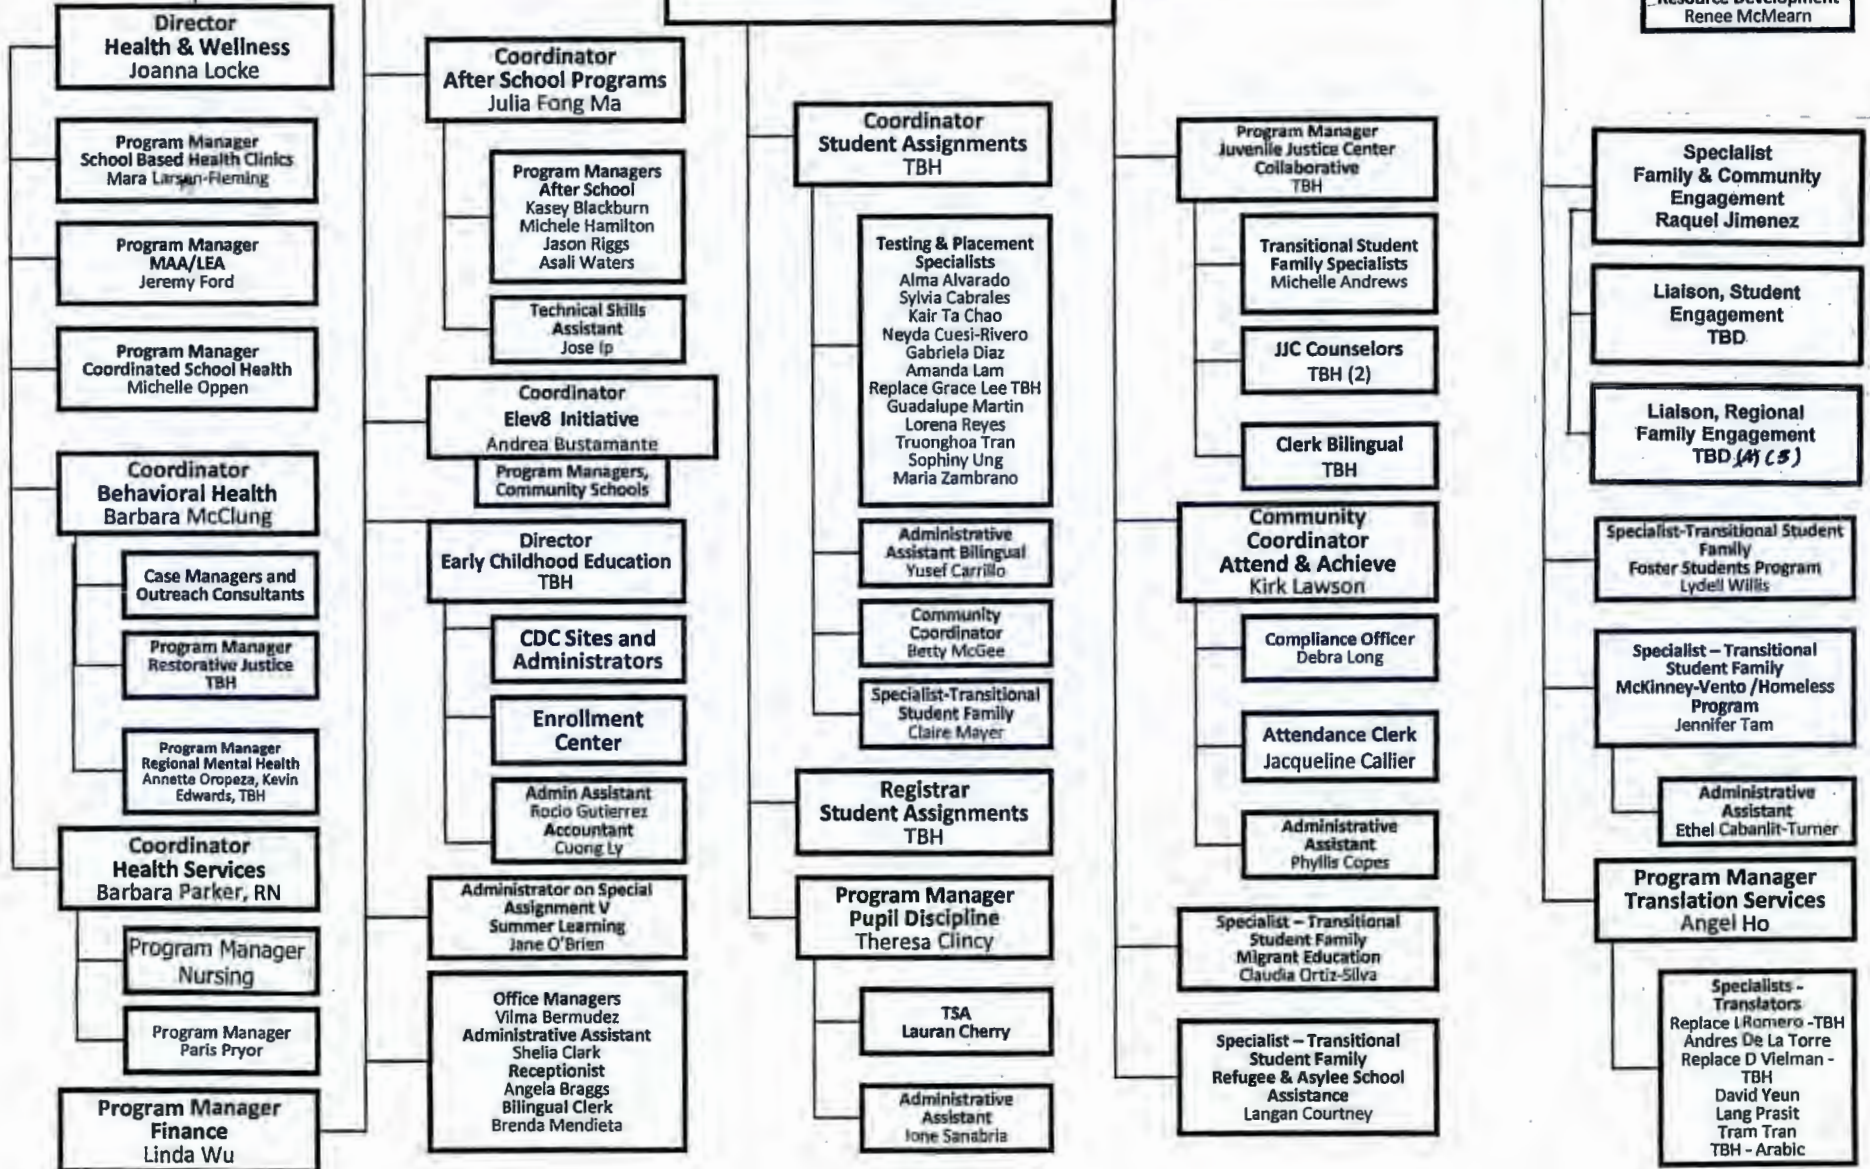 Director
Health & Wellness
Joanna Locke
Program Manager
School Based Health Clinics
Mara Larsen-Fleming
Program Manager
MAA/LEA
Jeremy Ford
Program Manager
Coordinated School Health
Michelle Oppen
Coordinator
Behavioral Health
Barbara McClung
Case Managers and
Outreach Consultants
Program Manager
Restorative Justice
TBH
Program Manager
Regional Mental Health
Annette Oropeza, Kevin
Edwards, TBH
Coordinator
Health Services
Barbara Parker, RN
Program Manager
Nursing
Program Manager
Paris Pryor
Program Manager
Finance
Linda Wu
Coordinator
After School Programs
Julia Fong Ma
Program Managers
After School
Kasey Blackburn
Michele Hamilton
Jason Riggs
Asali Waters
Technical Skills
Assistant
Jose Ip
Coordinator
Elev8 Initiative
Andrea Bustamante
Program Managers,
Community Schools
Director
Early Childhood Education
TBH
CDC Sites and
Administrators
Enrollment
Center
Admin Assistant
Rocio Gutierrez
Accountant
Cuong Ly
Administrator on Special
Assignment V
Summer Learning
Jane O'Brien
Office Managers
Vilma Bermudez
Administrative Assistant
Shelia Clark
Receptionist
Angela Braggs
Bilingual Clerk
Brenda Mendieta
Coordinator
Student Assignments
TBH
Testing & Placement
Specialists
Alma Alvarado
Sylvia Cabrales
Kair Ta Chao
Neyda Cuesi-Rivero
Gabriela Diaz
Amanda Lam
Replace Grace Lee TBH
Guadalupe Martin
Lorena Reyes
Truonghoa Tran
Sophiny Ung
Maria Zambrano
Administrative
Assistant Bilingual
Yusef Carrillo
Community
Coordinator
Betty McGee
Specialist-Transitional
Student Family
Claire Mayer
Registrar
Student Assignments
TBH
Program Manager
Pupil Discipline
Theresa Clincy
TSA
Lauran Cherry
Administrative
Assistant
Ione Sanabria
Program Manager
Juvenile Justice Center
Collaborative
TBH
Transitional Student
Family Specialists
Michelle Andrews
JJC Counselors
TBH (2)
Clerk Bilingual
TBH
Community
Coordinator
Attend & Achieve
Kirk Lawson
Compliance Officer
Debra Long
Attendance Clerk
Jacqueline Callier
Administrative
Assistant
Phyllis Copes
Specialist – Transitional
Student Family
Migrant Education
Claudia Ortiz-Silva
Specialist – Transitional
Student Family
Refugee & Asylee School
Assistance
Langan Courtney
Resource Development
Renee McMearn
Specialist
Family & Community
Engagement
Raquel Jimenez
Liaison, Student
Engagement
TBD
Liaison, Regional
Family Engagement
TBD
Specialist-Transitional Student
Family
Foster Students Program
Lydell Willis
Specialist – Transitional
Student Family
McKinney-Vento /Homeless
Program
Jennifer Tam
Administrative
Assistant
Ethel Cabanlit-Turner
Program Manager
Translation Services
Angel Ho
Specialists -
Translators
Replace I Romero -TBH
Andres De La Torre
Replace D Vielman -
TBH
David Yeun
Lang Prasit
Tram Tran
TBH - Arabic